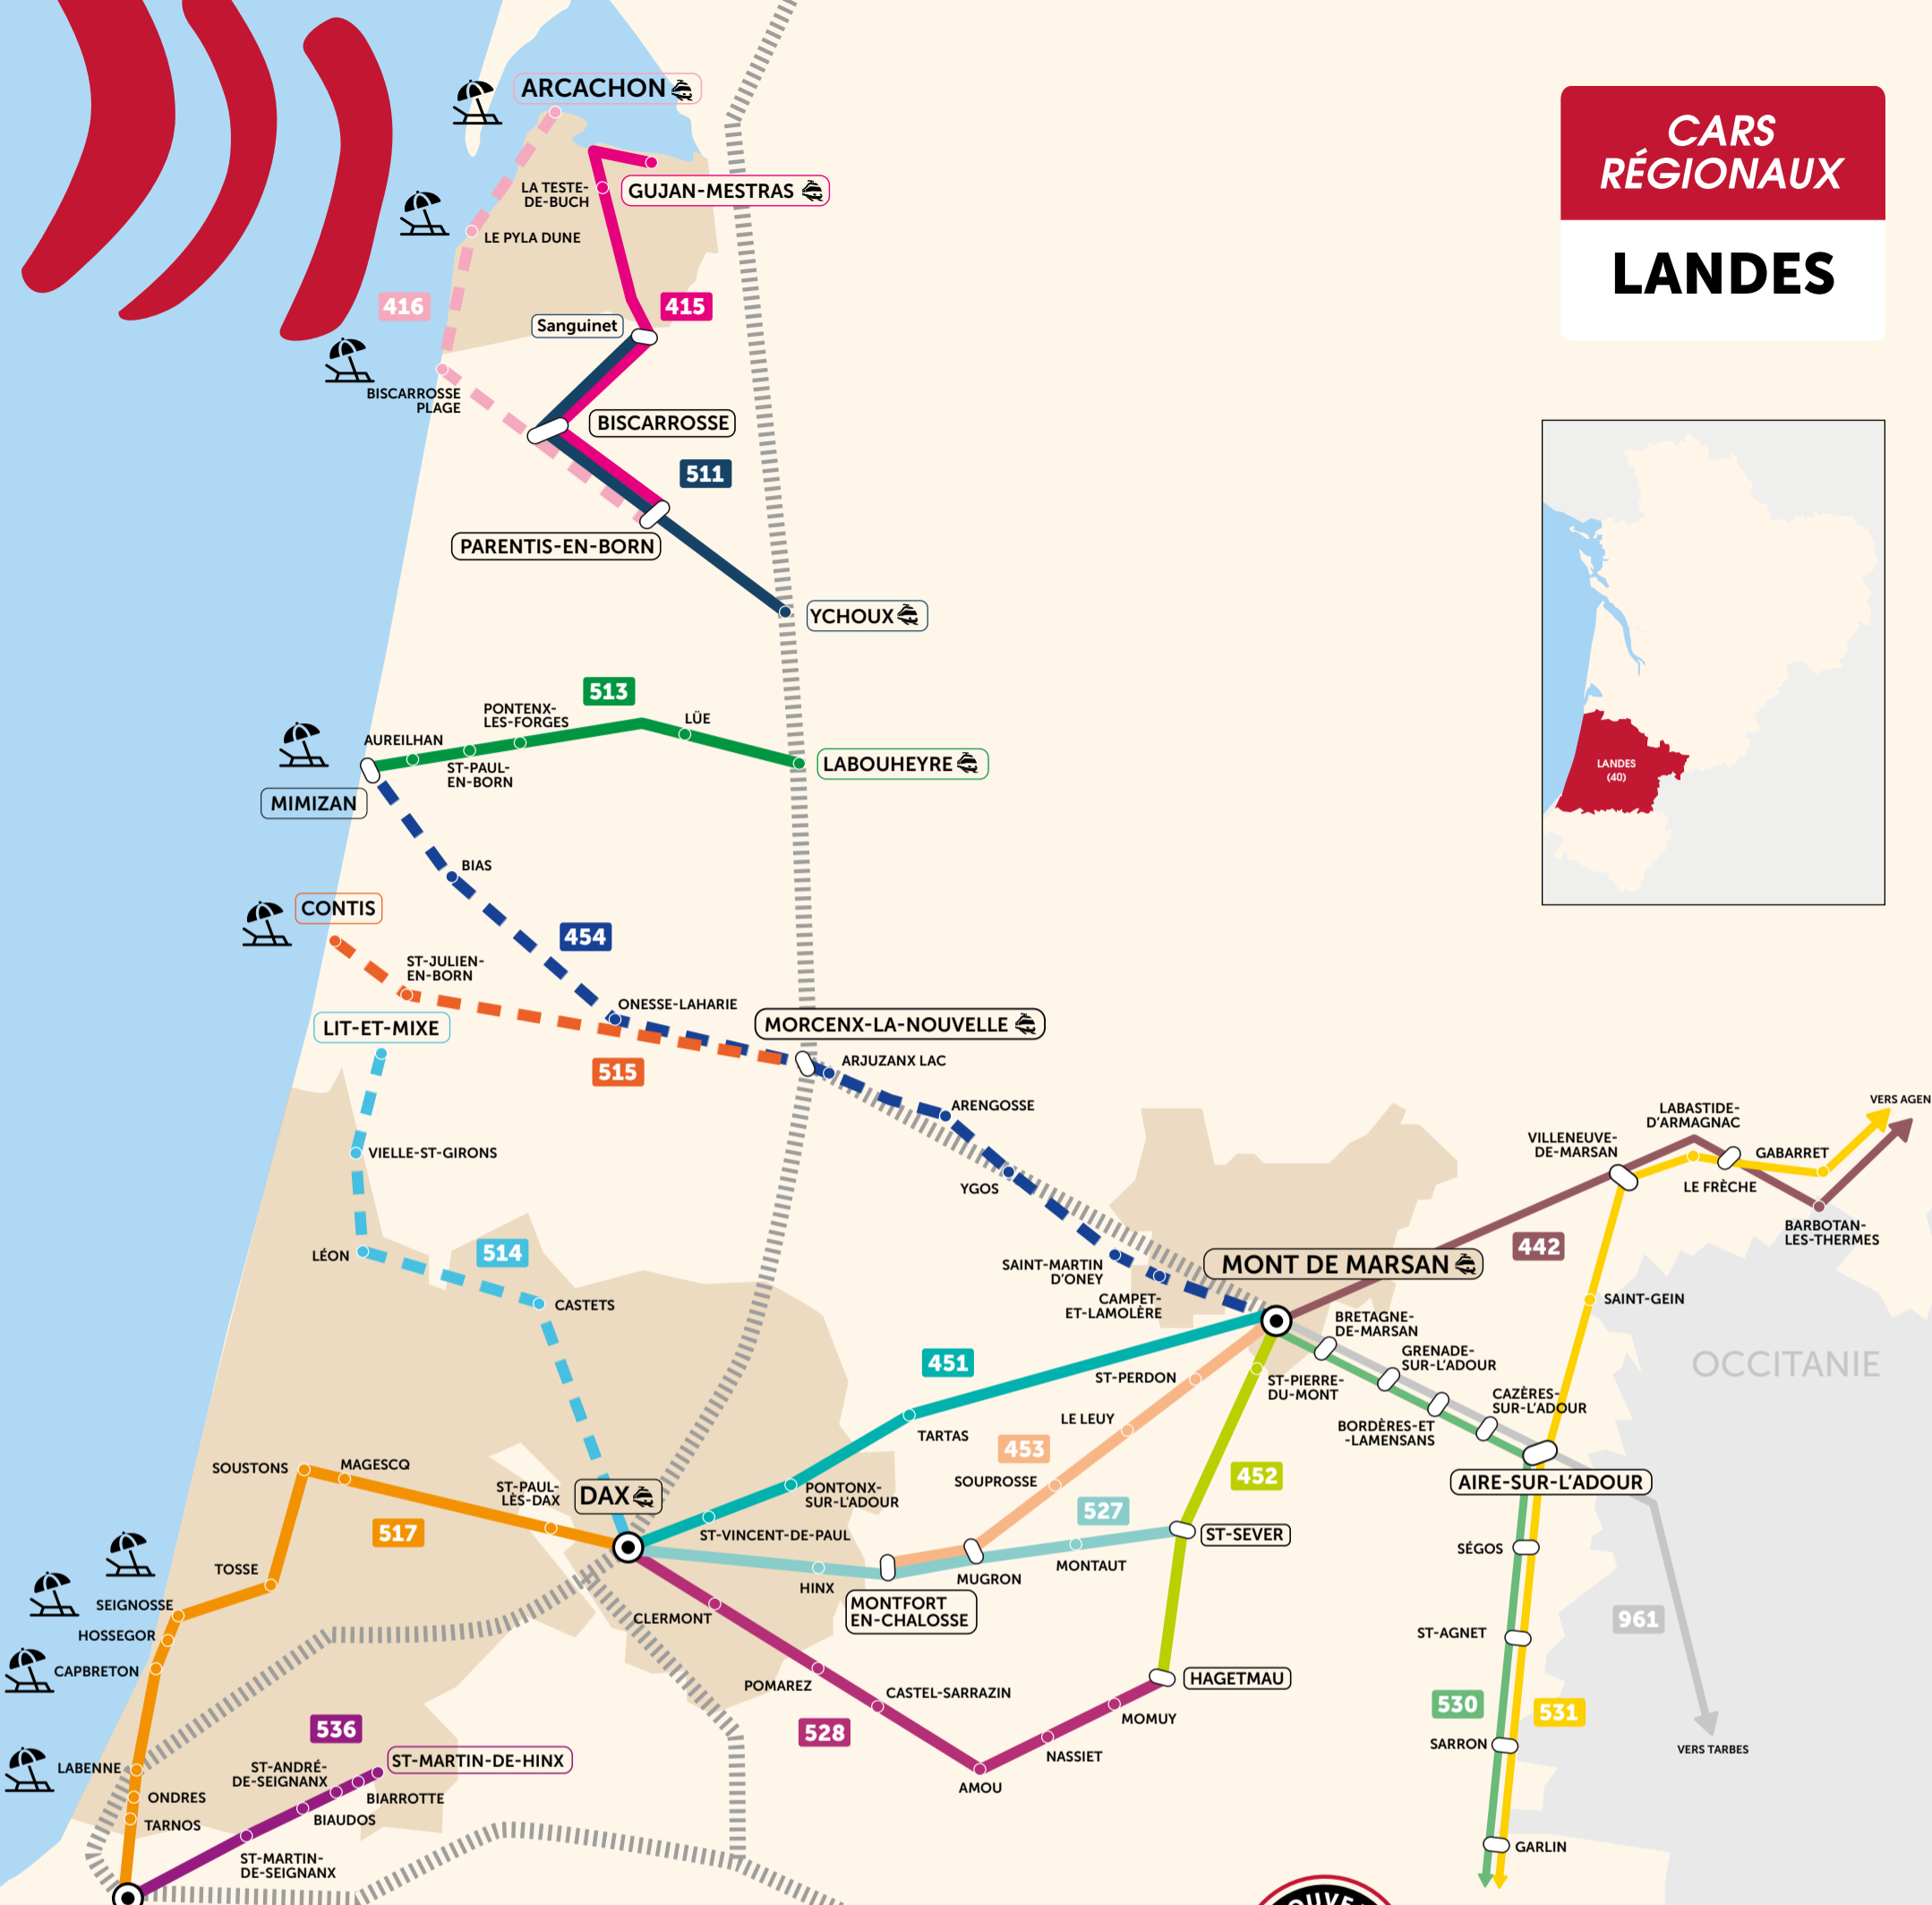 ARCACHON
CARS
RÉGIONAUX
LANDES
LA TESTE-
DE-BUCH
GUJAN-MESTRAS
LE PYLA DUNE
416
415
Sanguinet
BISCARROSSE
PLAGE
BISCARROSSE
511
PARENTIS-EN-BORN
YCHOUX
LANDES
(40)
513
PONTENX-
LES-FORGES
LÜE
AUREILHAN
ST-PAUL-
EN-BORN
LABOUHEYRE
MIMIZAN
BIAS
CONTIS
454
ST-JULIEN-
EN-BORN
ONESSE-LAHARIE
LIT-ET-MIXE
MORCENX-LA-NOUVELLE
515
ARJUZANX LAC
ARENGOSSE
VIELLE-ST-GIRONS
YGOS
VERS AGEN
LABASTIDE-
D'ARMAGNAC
VILLENEUVE-
DE-MARSAN
GABARRET
LE FRÈCHE
BARBOTAN-
LES-THERMES
LÉON
514
CASTETS
SAINT-MARTIN
D'ONEY
CAMPET-
ET-LAMOLÈRE
MONT DE MARSAN
442
SAINT-GEIN
BRETAGNE-
DE-MARSAN
GRENADE-
SUR-L'ADOUR
OCCITANIE
451
ST-PERDON
ST-PIERRE-
DU-MONT
CAZÈRES-
SUR-L'ADOUR
BORDÈRES-ET
-LAMENSANS
LE LEUY
TARTAS
453
SOUPROSSE
452
AIRE-SUR-L'ADOUR
SOUSTONS
MAGESCQ
ST-PAUL-
LÈS-DAX
DAX
PONTONX-
SUR-L'ADOUR
517
527
ST-VINCENT-DE-PAUL
ST-SEVER
SÉGOS
TOSSE
HINX
MUGRON
MONTAUT
SEIGNOSSE
MONTFORT
EN-CHALOSSE
CLERMONT
HOSSEGOR
CAPBRETON
961
ST-AGNET
POMAREZ
CASTEL-SARRAZIN
HAGETMAU
530
531
536
528
MOMUY
NASSIET
SARRON
VERS TARBES
LABENNE
ST-ANDRÉ-
DE-SEIGNANX
ST-MARTIN-DE-HINX
AMOU
ONDRES
BIARROTTE
TARNOS
BIAUDOS
GARLIN
ST-MARTIN-
DE-SEIGNANX